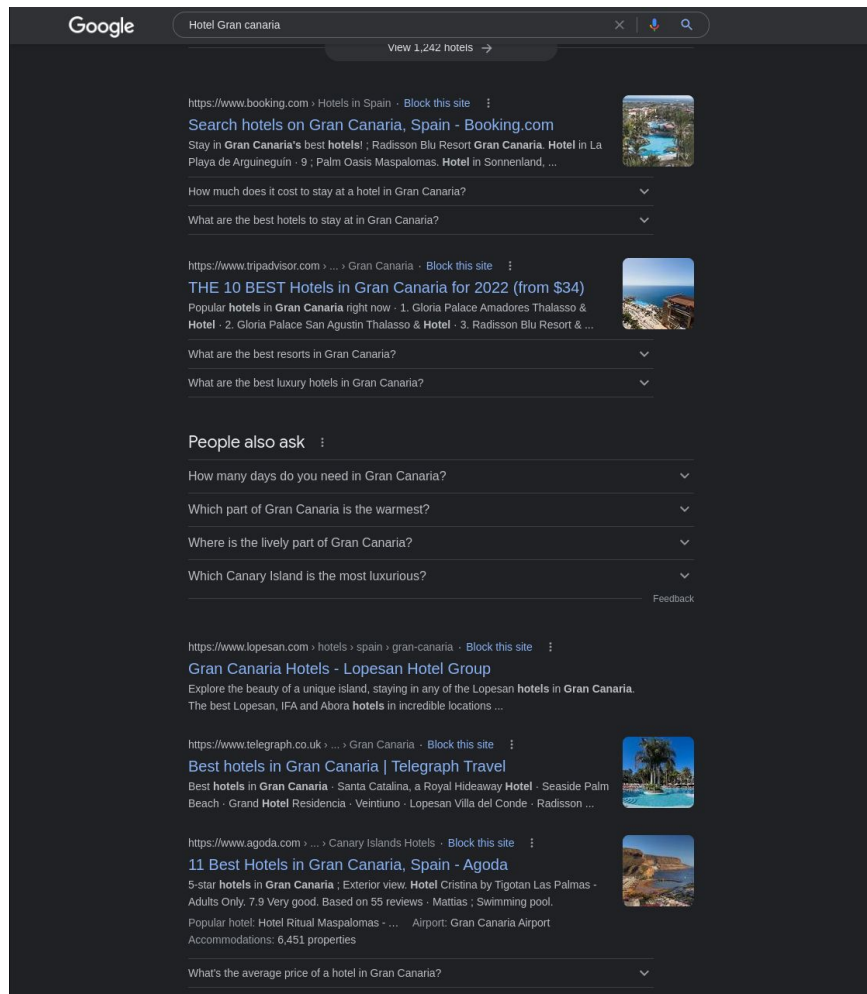 Google
Hotel Gran canaria
View 1,242 hotels →
https://www.booking.com › Hotels in Spain · Block this site
Search hotels on Gran Canaria, Spain - Booking.com
Stay in Gran Canaria's best hotels! ; Radisson Blu Resort Gran Canaria. Hotel in La
Playa de Arguineguín · 9 ; Palm Oasis Maspalomas. Hotel in Sonnenland, ...
How much does it cost to stay at a hotel in Gran Canaria?
What are the best hotels to stay at in Gran Canaria?
https://www.tripadvisor.com › ... › Gran Canaria · Block this site
THE 10 BEST Hotels in Gran Canaria for 2022 (from $34)
Popular hotels in Gran Canaria right now · 1. Gloria Palace Amadores Thalasso &
Hotel · 2. Gloria Palace San Agustin Thalasso & Hotel · 3. Radisson Blu Resort & ...
What are the best resorts in Gran Canaria?
What are the best luxury hotels in Gran Canaria?
People also ask
How many days do you need in Gran Canaria?
Which part of Gran Canaria is the warmest?
Where is the lively part of Gran Canaria?
Which Canary Island is the most luxurious?
Feedback
https://www.lopesan.com › hotels › spain › gran-canaria · Block this site
Gran Canaria Hotels - Lopesan Hotel Group
Explore the beauty of a unique island, staying in any of the Lopesan hotels in Gran Canaria.
The best Lopesan, IFA and Abora hotels in incredible locations ...
https://www.telegraph.co.uk › ... › Gran Canaria · Block this site
Best hotels in Gran Canaria | Telegraph Travel
Best hotels in Gran Canaria · Santa Catalina, a Royal Hideaway Hotel · Seaside Palm
Beach · Grand Hotel Residencia · Veintiuno · Lopesan Villa del Conde · Radisson ...
https://www.agoda.com › ... › Canary Islands Hotels · Block this site
11 Best Hotels in Gran Canaria, Spain - Agoda
5-star hotels in Gran Canaria ; Exterior view. Hotel Cristina by Tigotan Las Palmas -
Adults Only. 7.9 Very good. Based on 55 reviews · Mattias ; Swimming pool.
Popular hotel: Hotel Ritual Maspalomas - ... Airport: Gran Canaria Airport
Accommodations: 6,451 properties
What's the average price of a hotel in Gran Canaria?